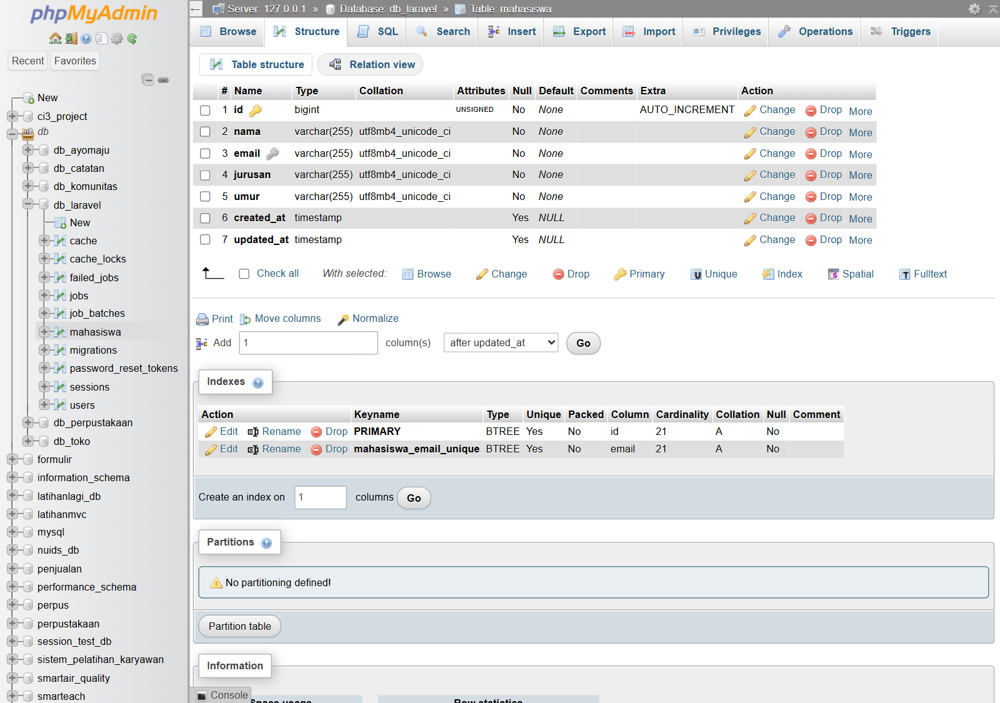 phpMyAdmin
Recent Favorites
New
ci3_project
db
db_ayomaju
db_catatan
db_komunitas
db_laravel
New
cache
cache_locks
failed_jobs
jobs
job_batches
mahasiswa
migrations
password_reset_tokens
sessions
users
db_perpustakaan
db_toko
formulir
information_schema
latihanlagi_db
latihanmvc
mysql
nuids_db
penjualan
performance_schema
perpus
perpustakaan
session_test_db
sistem_pelatihan_karyawan
smartair_quality
smarteach
Server: 127.0.0.1 » Database: db_laravel » Table: mahasiswa
Browse Structure SQL Search Insert Export Import Privileges Operations Triggers
Table structure Relation view
# Name Type Collation Attributes Null Default Comments Extra Action
1 id bigint UNSIGNED No None AUTO_INCREMENT Change Drop More
2 nama varchar(255) utf8mb4_unicode_ci No None Change Drop More
3 email varchar(255) utf8mb4_unicode_ci No None Change Drop More
4 jurusan varchar(255) utf8mb4_unicode_ci No None Change Drop More
5 umur varchar(255) utf8mb4_unicode_ci No None Change Drop More
6 created_at timestamp Yes NULL Change Drop More
7 updated_at timestamp Yes NULL Change Drop More
Check all With selected: Browse Change Drop Primary Unique Index Spatial Fulltext
Print Move columns Normalize
Add 1 column(s) after updated_at Go
Indexes
Action Keyname Type Unique Packed Column Cardinality Collation Null Comment
Edit Rename Drop PRIMARY BTREE Yes No id 21 A No
Edit Rename Drop mahasiswa_email_unique BTREE Yes No email 21 A No
Create an index on 1 columns Go
Partitions
No partitioning defined!
Partition table
Information
Console
Space usage Row statistics